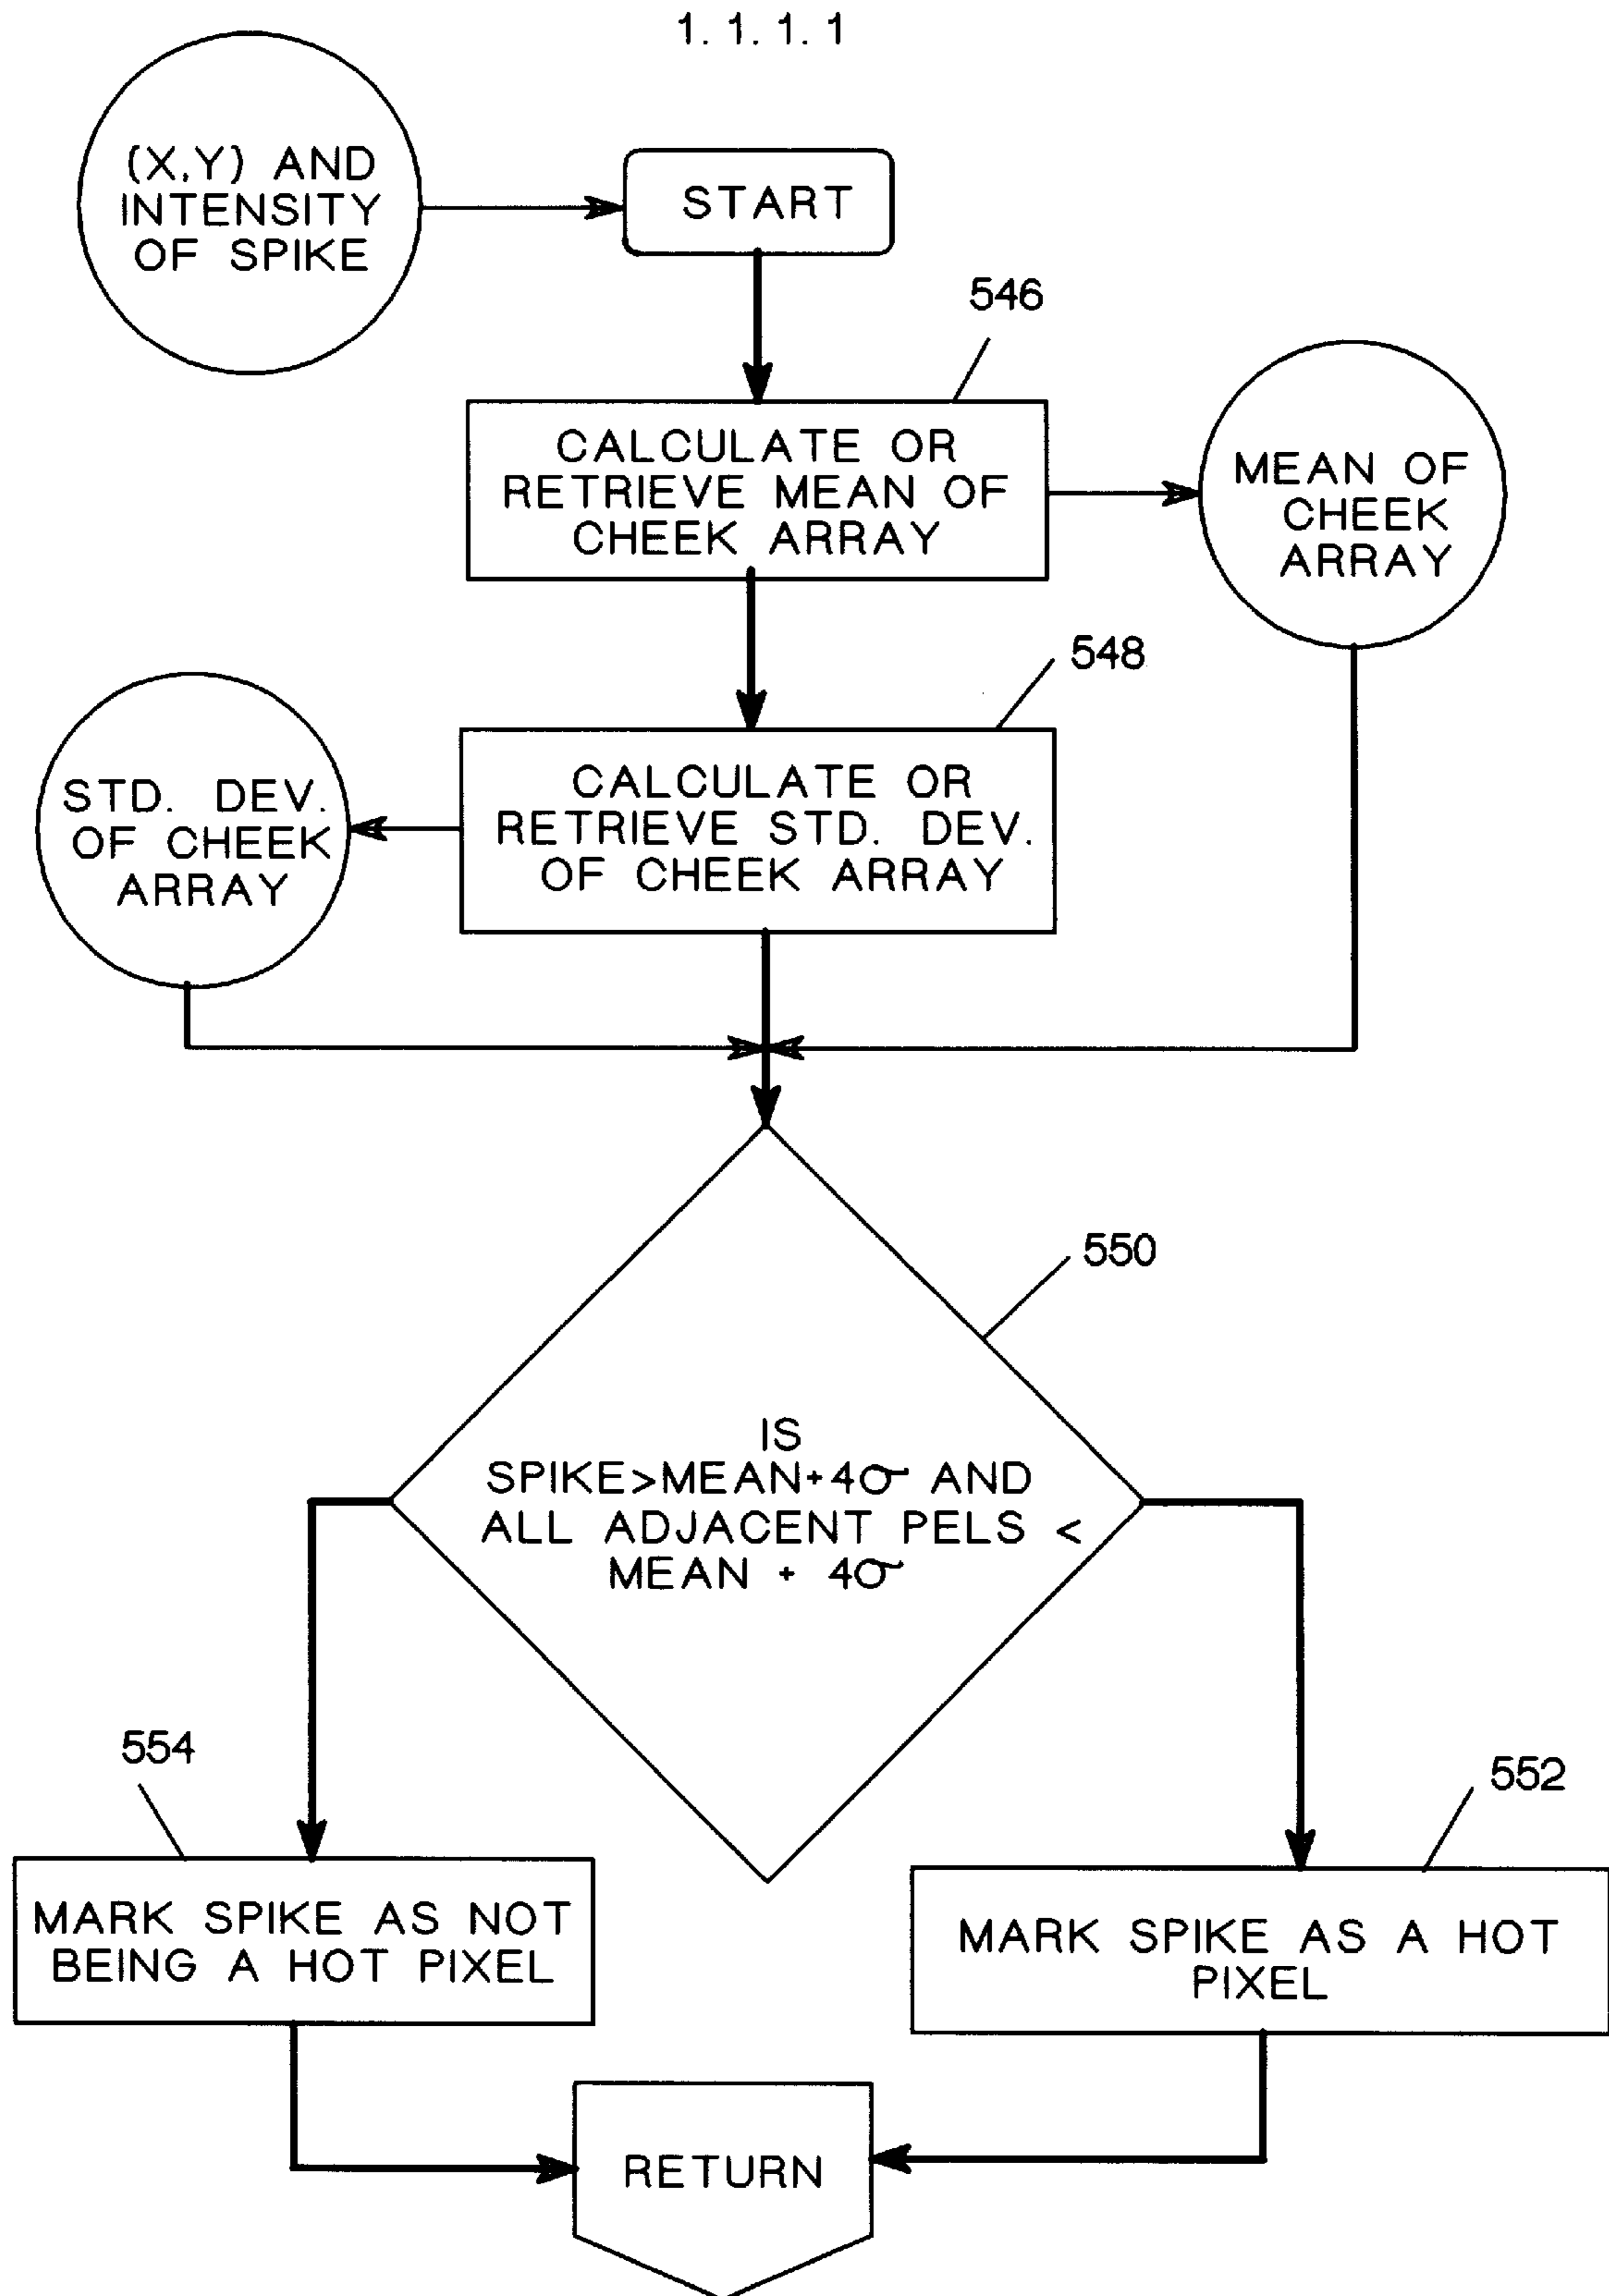 1. 1. 1. 1
(X,Y) AND
INTENSITY
OF SPIKE
START
546
CALCULATE OR
RETRIEVE MEAN OF
CHEEK ARRAY
MEAN OF
CHEEK
ARRAY
548
STD. DEV.
OF CHEEK
ARRAY
CALCULATE OR
RETRIEVE STD. DEV.
OF CHEEK ARRAY
550
IS
SPIKE>MEAN+4σ AND
ALL ADJACENT PELS <
MEAN + 4σ
554
552
MARK SPIKE AS NOT
BEING A HOT PIXEL
MARK SPIKE AS A HOT
PIXEL
RETURN